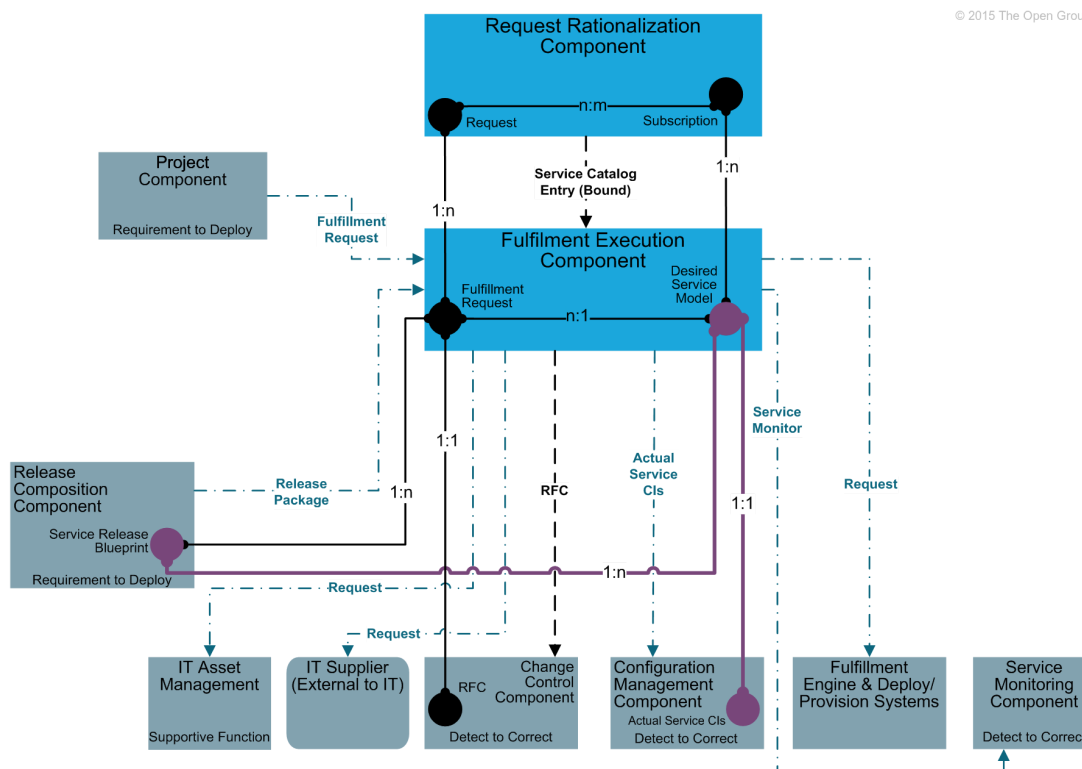 © 2015 The Open Grou
Request Rationalization
Component
n:m
Request
Subscription
1:n
1:n
Service Catalog
Entry (Bound)
Project
Component
Requirement to Deploy
Fulfillment
Request
Fulfilment Execution
Component
Fulfillment
Request
Desired
Service
Model
n:1
1:1
Service
Monitor
Release
Composition
Component
Service Release
Blueprint
Requirement to Deploy
Release
Package
1:n
RFC
Actual
Service
CIs
Request
1:1
1:n
Request
Request
IT Asset
Management
Supportive Function
IT Supplier
(External to IT)
RFC
Change
Control
Component
Detect to Correct
Configuration
Management
Component
Actual Service CIs
Detect to Correct
Fulfillment
Engine & Deploy/
Provision Systems
Service
Monitoring
Component
Detect to Correc